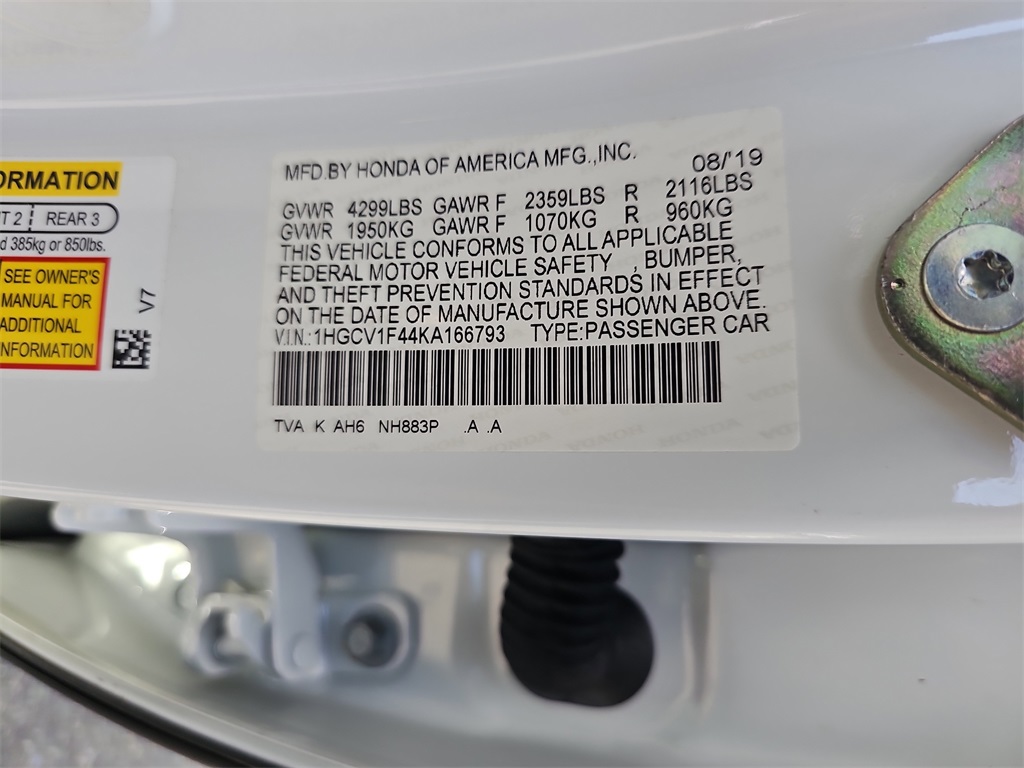 MFD.BY HONDA OF AMERICA MFG.,INC. 08/'19
GVWR 4299LBS GAWR F 2359LBS R 2116LBS
GVWR 1950KG GAWR F 1070KG R 960KG
THIS VEHICLE CONFORMS TO ALL APPLICABLE
FEDERAL MOTOR VEHICLE SAFETY , BUMPER,
AND THEFT PREVENTION STANDARDS IN EFFECT
ON THE DATE OF MANUFACTURE SHOWN ABOVE.
V.I.N.: 1HGCV1F44KA166793 TYPE:PASSENGER CAR
TVA K AH6 NH883P .A .A
ORMATION
T 2 REAR 3
d 385kg or 850lbs.
SEE OWNER'S
MANUAL FOR
ADDITIONAL
INFORMATION
V7